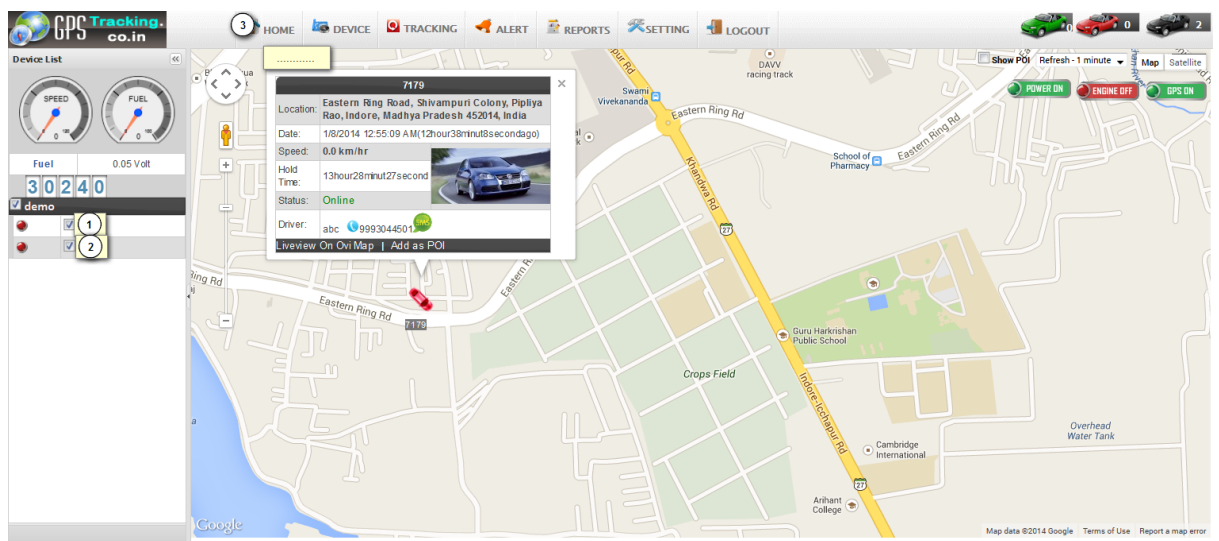 GPS Tracking.
co.in
3
HOME
DEVICE
TRACKING
ALERT
REPORTS
SETTING
LOGOUT
0
0
2
Device List
SPEED
0
FUEL
0
Fuel
0.05 Volt
30240
demo
1
2
............
7179
Location:
Eastern Ring Road, Shivampuri Colony, Pipliya
Rao, Indore, Madhya Pradesh 452014, India
Date:
1/8/2014 12:55:09 AM(12hour38minut8secondago)
Speed:
0.0 km/hr
Hold
Time:
13hour28minut27second
Status:
Online
Driver:
abc 9993044501
SMS
Liveview On Ovi Map | Add as POI
Show POI
Refresh - 1 minute
Map
Satellite
POWER ON
ENGINE OFF
GPS ON
DAVV
racing track
Swami
Vivekananda
Eastern Ring Rd
School of
Pharmacy
Eastern Ring Rd
Khandwa Rd
27
Eastern Ring Rd
7179
Guru Harkrishan
Public School
Crops Field
Indore-Icchapur Rd
Overhead
Water Tank
Cambridge
International
27
Arihant
College
Google
Map data ©2014 Google
Terms of Use
Report a map error